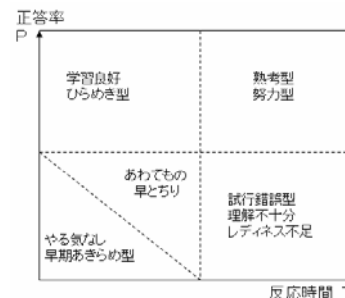 正答率
P
学習良好
ひらめき型
熟考型
努力型
あわてもの
早とちり
試行錯誤型
理解不十分
レディネス不足
やる気なし
早期あきらめ型
反応時間 T